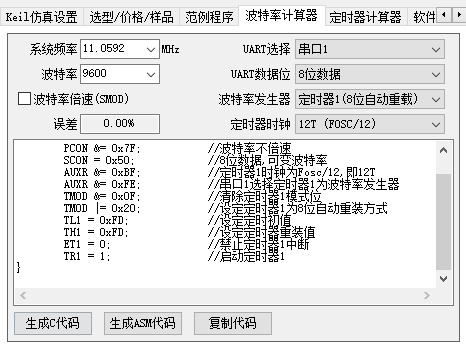 Keil仿真设置 选型/价格/样品 范例程序 波特率计算器 定时器计算器 软件
系统频率 11.0592 MHz UART选择 串口1
波特率 9600 UART数据位 8位数据
波特率倍速(SMOD) 波特率发生器 定时器1(8位自动重载)
误差 0.00% 定时器时钟 12T (FOSC/12)
PCON &= 0x7F; //波特率不倍速
SCON = 0x50; //8位数据,可变波特率
AUXR &= 0xBF; //定时器1时钟为Fosc/12,即12T
AUXR &= 0xFE; //串口1选择定时器1为波特率发生器
TMOD &= 0x0F; //清除定时器1模式位
TMOD |= 0x20; //设定定时器1为8位自动重装方式
TL1 = 0xFD; //设定定时初值
TH1 = 0xFD; //设定定时器重装值
ET1 = 0; //禁止定时器1中断
TR1 = 1; //启动定时器1
}
生成C代码 生成ASM代码 复制代码